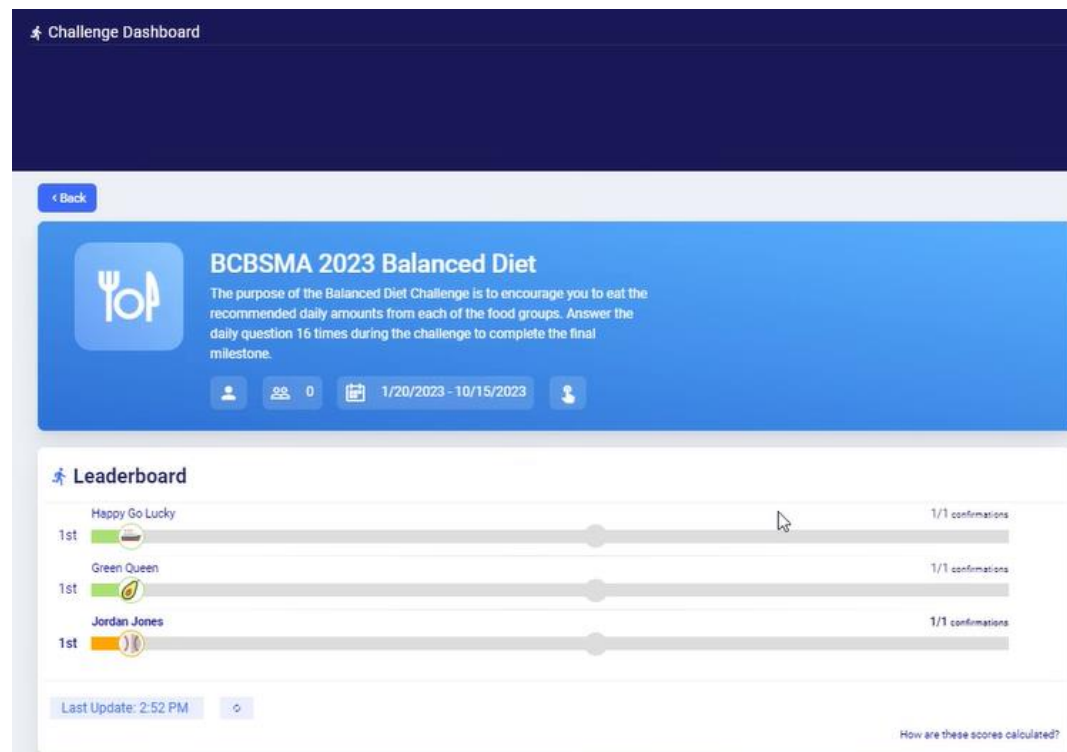 Challenge Dashboard
< Back
BCBSMA 2023 Balanced Diet
The purpose of the Balanced Diet Challenge is to encourage you to eat the
recommended daily amounts from each of the food groups. Answer the
daily question 16 times during the challenge to complete the final
milestone.
0 1/20/2023 - 10/15/2023
Leaderboard
Happy Go Lucky 1/1 confirmations
1st
Green Queen 1/1 confirmations
1st
Jordan Jones 1/1 confirmations
1st
Last Update: 2:52 PM
How are these scores calculated?